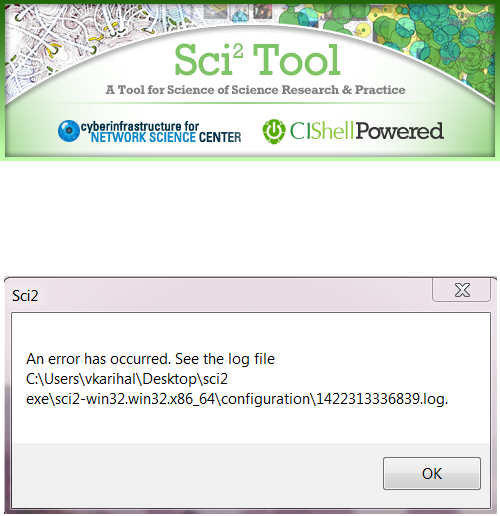 Sci² Tool
A Tool for Science of Science Research & Practice
cyberinfrastructure for
NETWORK SCIENCE CENTER
CIShellPowered
Sci2
An error has occurred. See the log file
C:\Users\vkarihal\Desktop\sci2
exe\sci2-win32.win32.x86_64\configuration\1422313336839.log.
OK